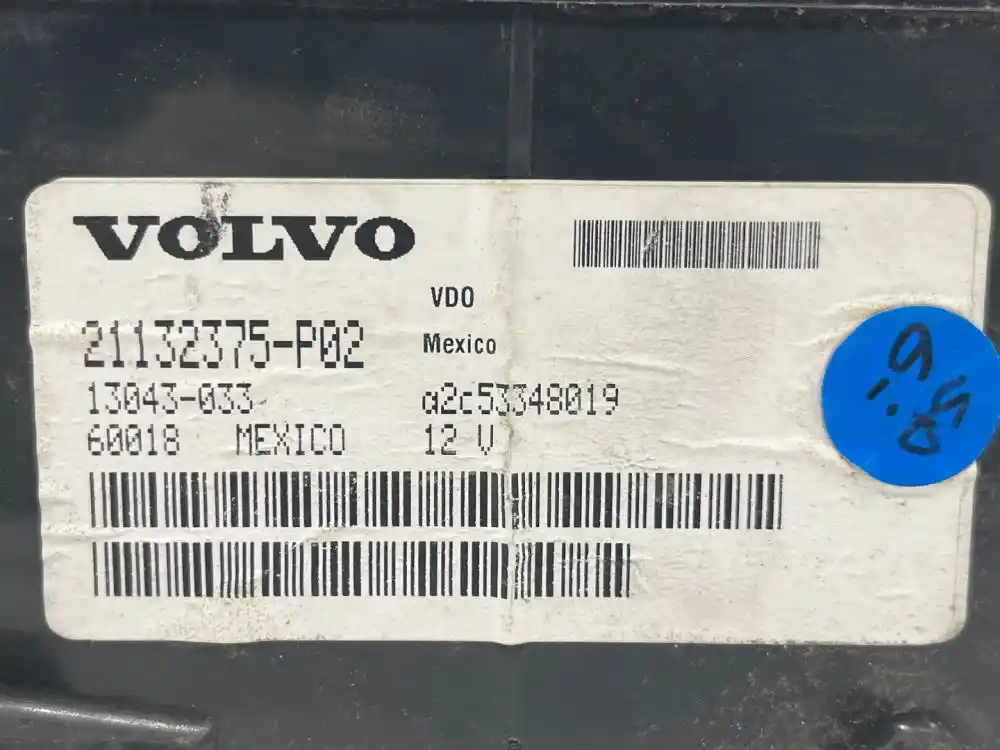 VOLVO
VDO
21132375-P02
Mexico
13043-033
a2c53348019
60018 MEXICO
12 V